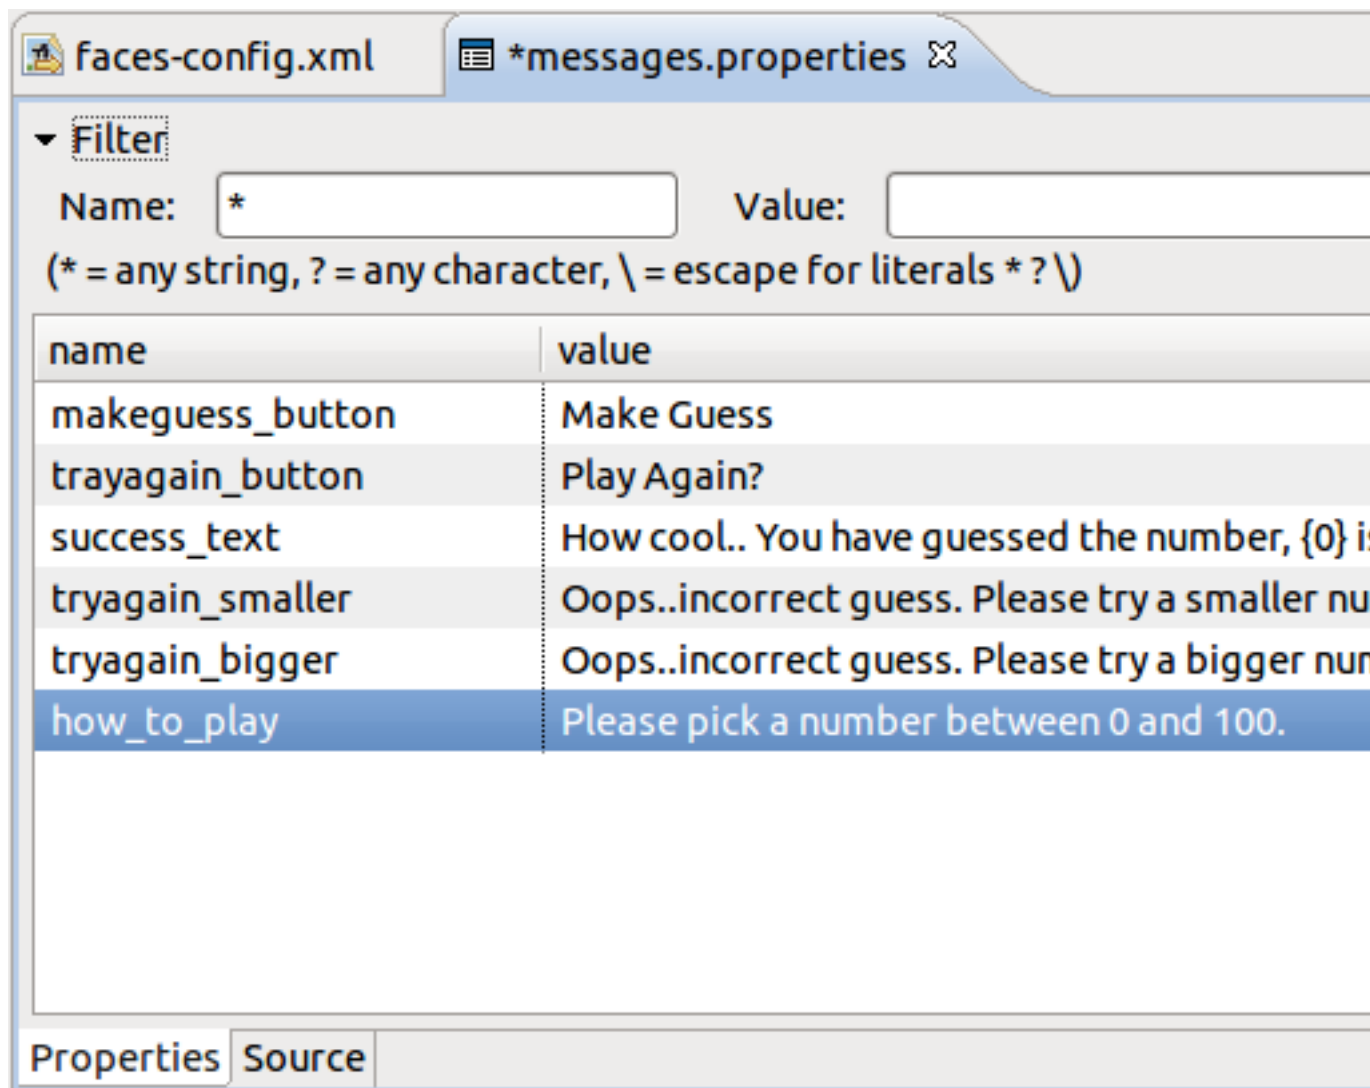 faces-config.xml *messages.properties
Filter
Name: * Value:
(* = any string, ? = any character, \ = escape for literals * ? \)
name value
makeguess_button Make Guess
trayagain_button Play Again?
success_text How cool.. You have guessed the number, {0}
tryagain_smaller Oops..incorrect guess. Please try a smaller
tryagain_bigger Oops..incorrect guess. Please try a bigger
how_to_play Please pick a number between 0 and 100.
Properties Source